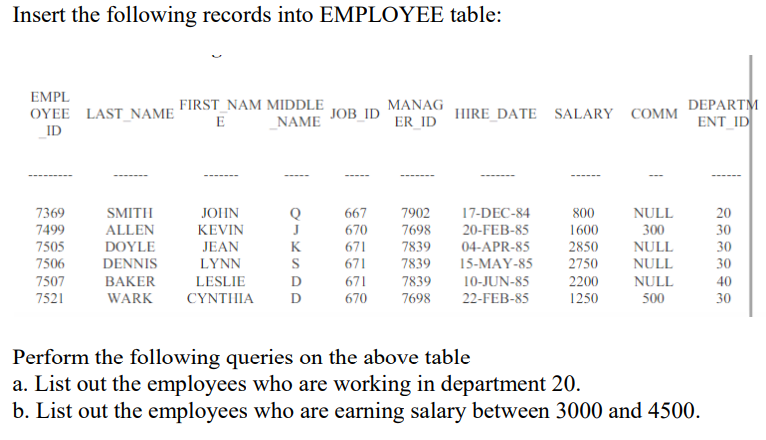 Insert the following records into EMPLOYEE table:
EMPL
OYEE
_ID LAST_NAME FIRST_NAM
E MIDDLE
_NAME JOB_ID MANAG
ER_ID HIRE_DATE SALARY COMM DEPARTM
ENT_ID
--------- ------- ------- ----- ----- ------- ------- ------ --- ------
7369 SMITH JOHN Q 667 7902 17-DEC-84 800 NULL 20
7499 ALLEN KEVIN J 670 7698 20-FEB-85 1600 300 30
7505 DOYLE JEAN K 671 7839 04-APR-85 2850 NULL 30
7506 DENNIS LYNN S 671 7839 15-MAY-85 2750 NULL 30
7507 BAKER LESLIE D 671 7839 10-JUN-85 2200 NULL 40
7521 WARK CYNTHIA D 670 7698 22-FEB-85 1250 500 30
Perform the following queries on the above table
a. List out the employees who are working in department 20.
b. List out the employees who are earning salary between 3000 and 4500.